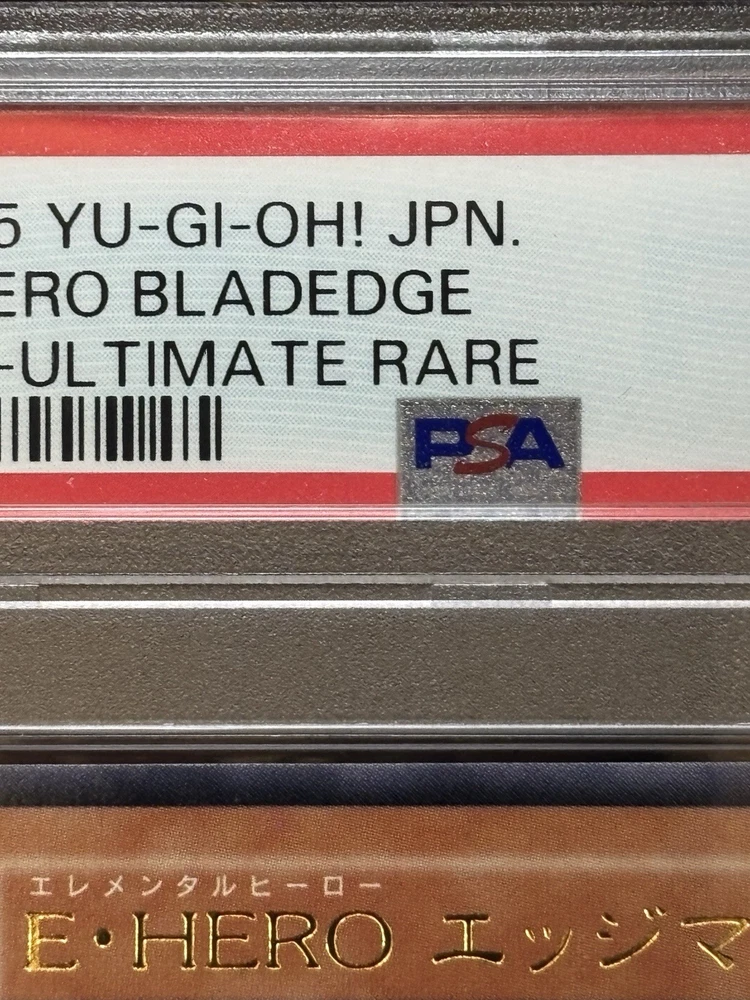 5 YU-GI-OH! JPN.
ERO BLADEDGE
-ULTIMATE RARE
PSA
エレメンタルヒーロー
E・HERO エッジマ